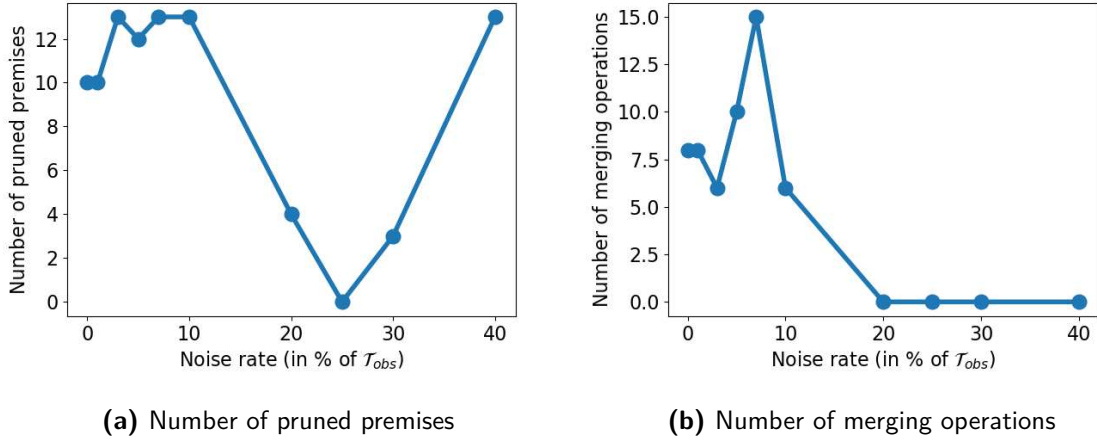 Number of pruned premises
12
10
8
6
4
2
0
0 10 20 30 40
Noise rate (in % of 𝒯obs)
(a) Number of pruned premises
Number of merging operations
15.0
12.5
10.0
7.5
5.0
2.5
0.0
0 10 20 30 40
Noise rate (in % of 𝒯obs)
(b) Number of merging operations